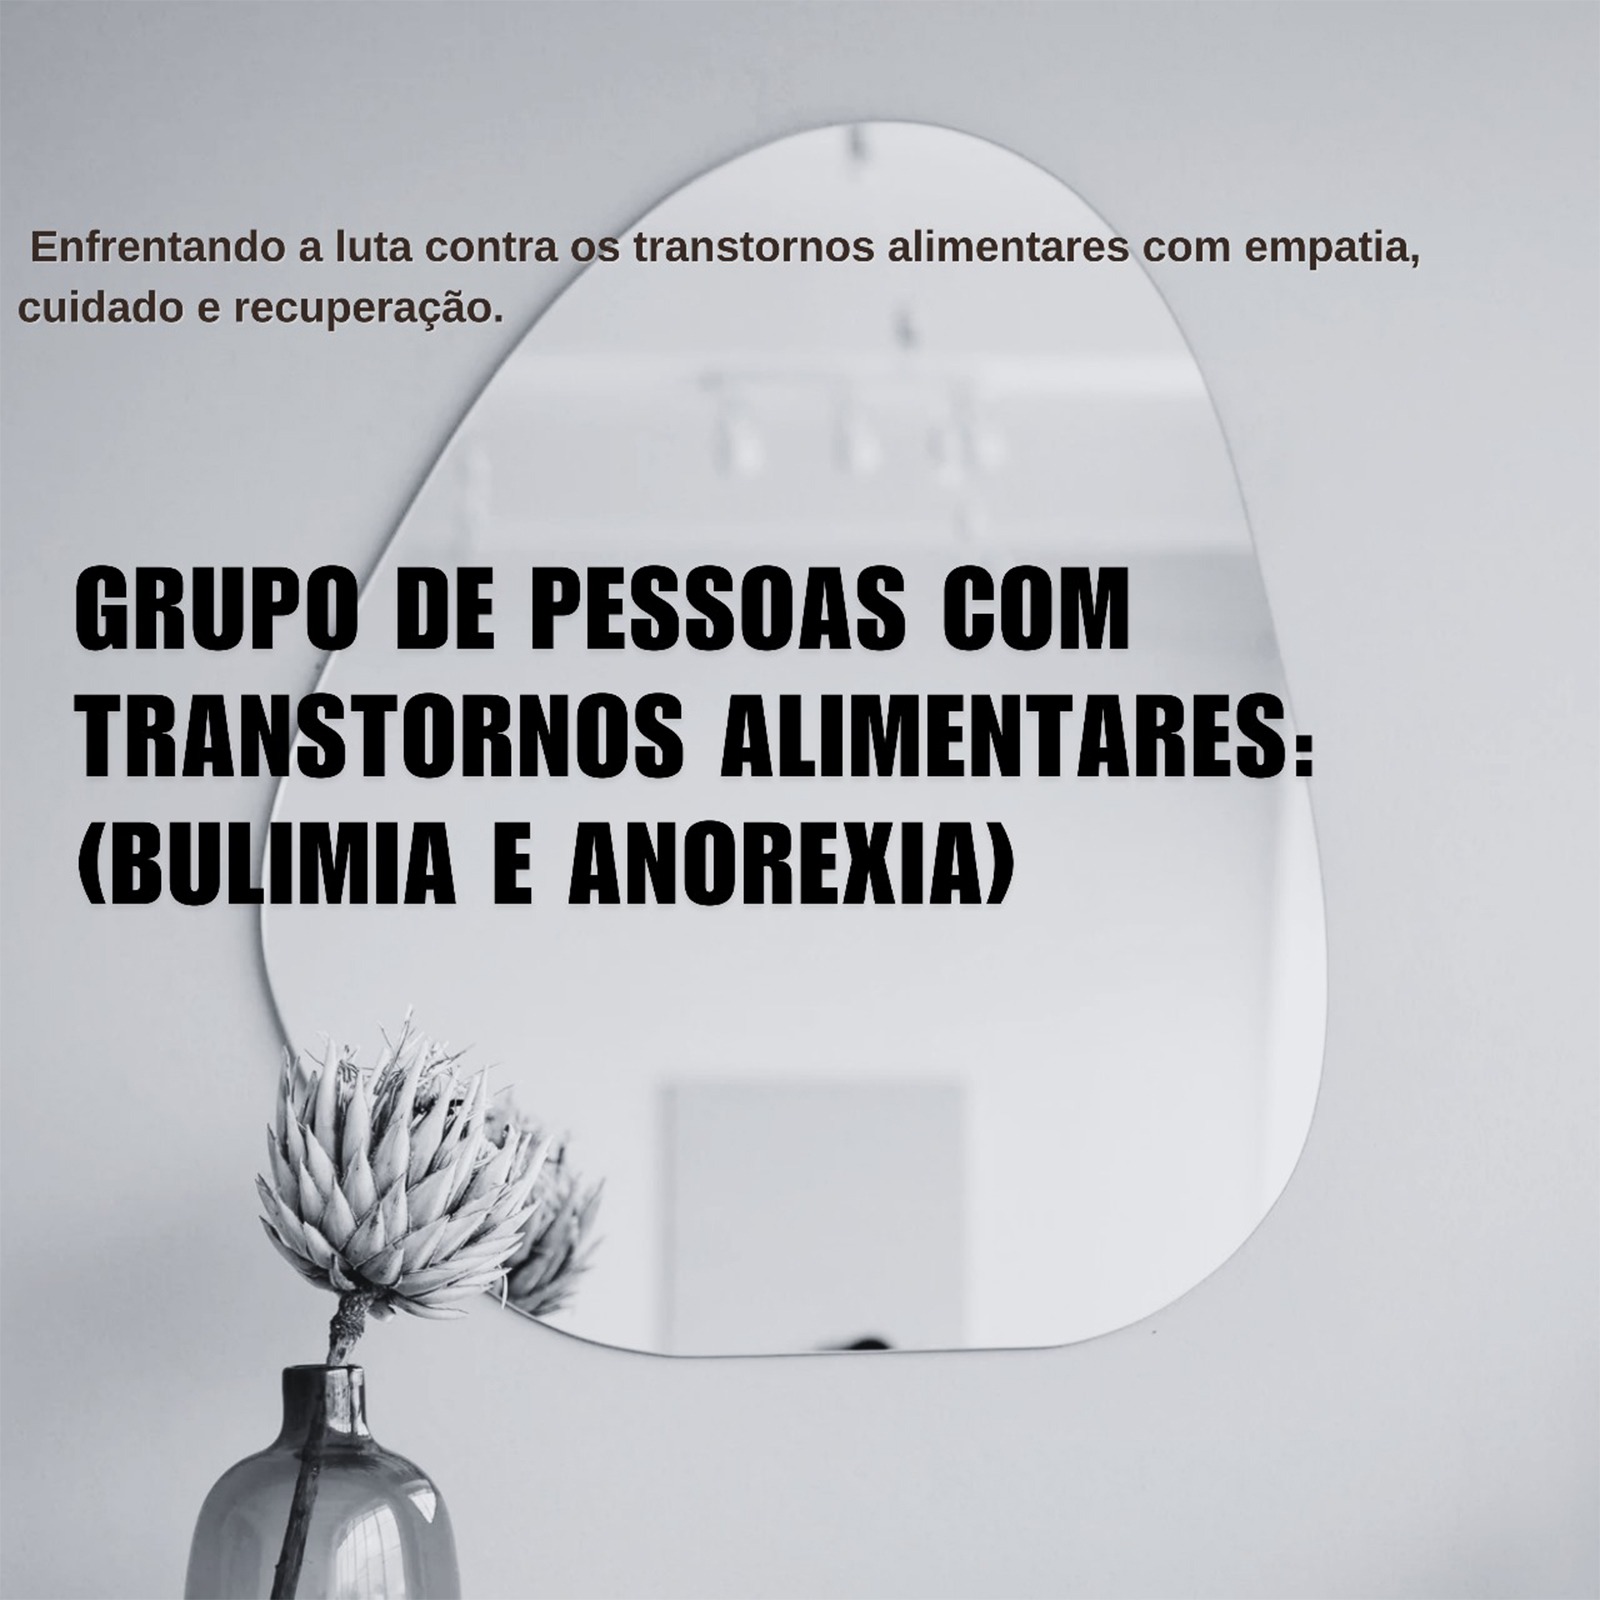 Enfrentando a luta contra os transtornos alimentares com empatia,
cuidado e recuperação.
GRUPO DE PESSOAS COM
TRANSTORNOS ALIMENTARES:
(BULIMIA E ANOREXIA)